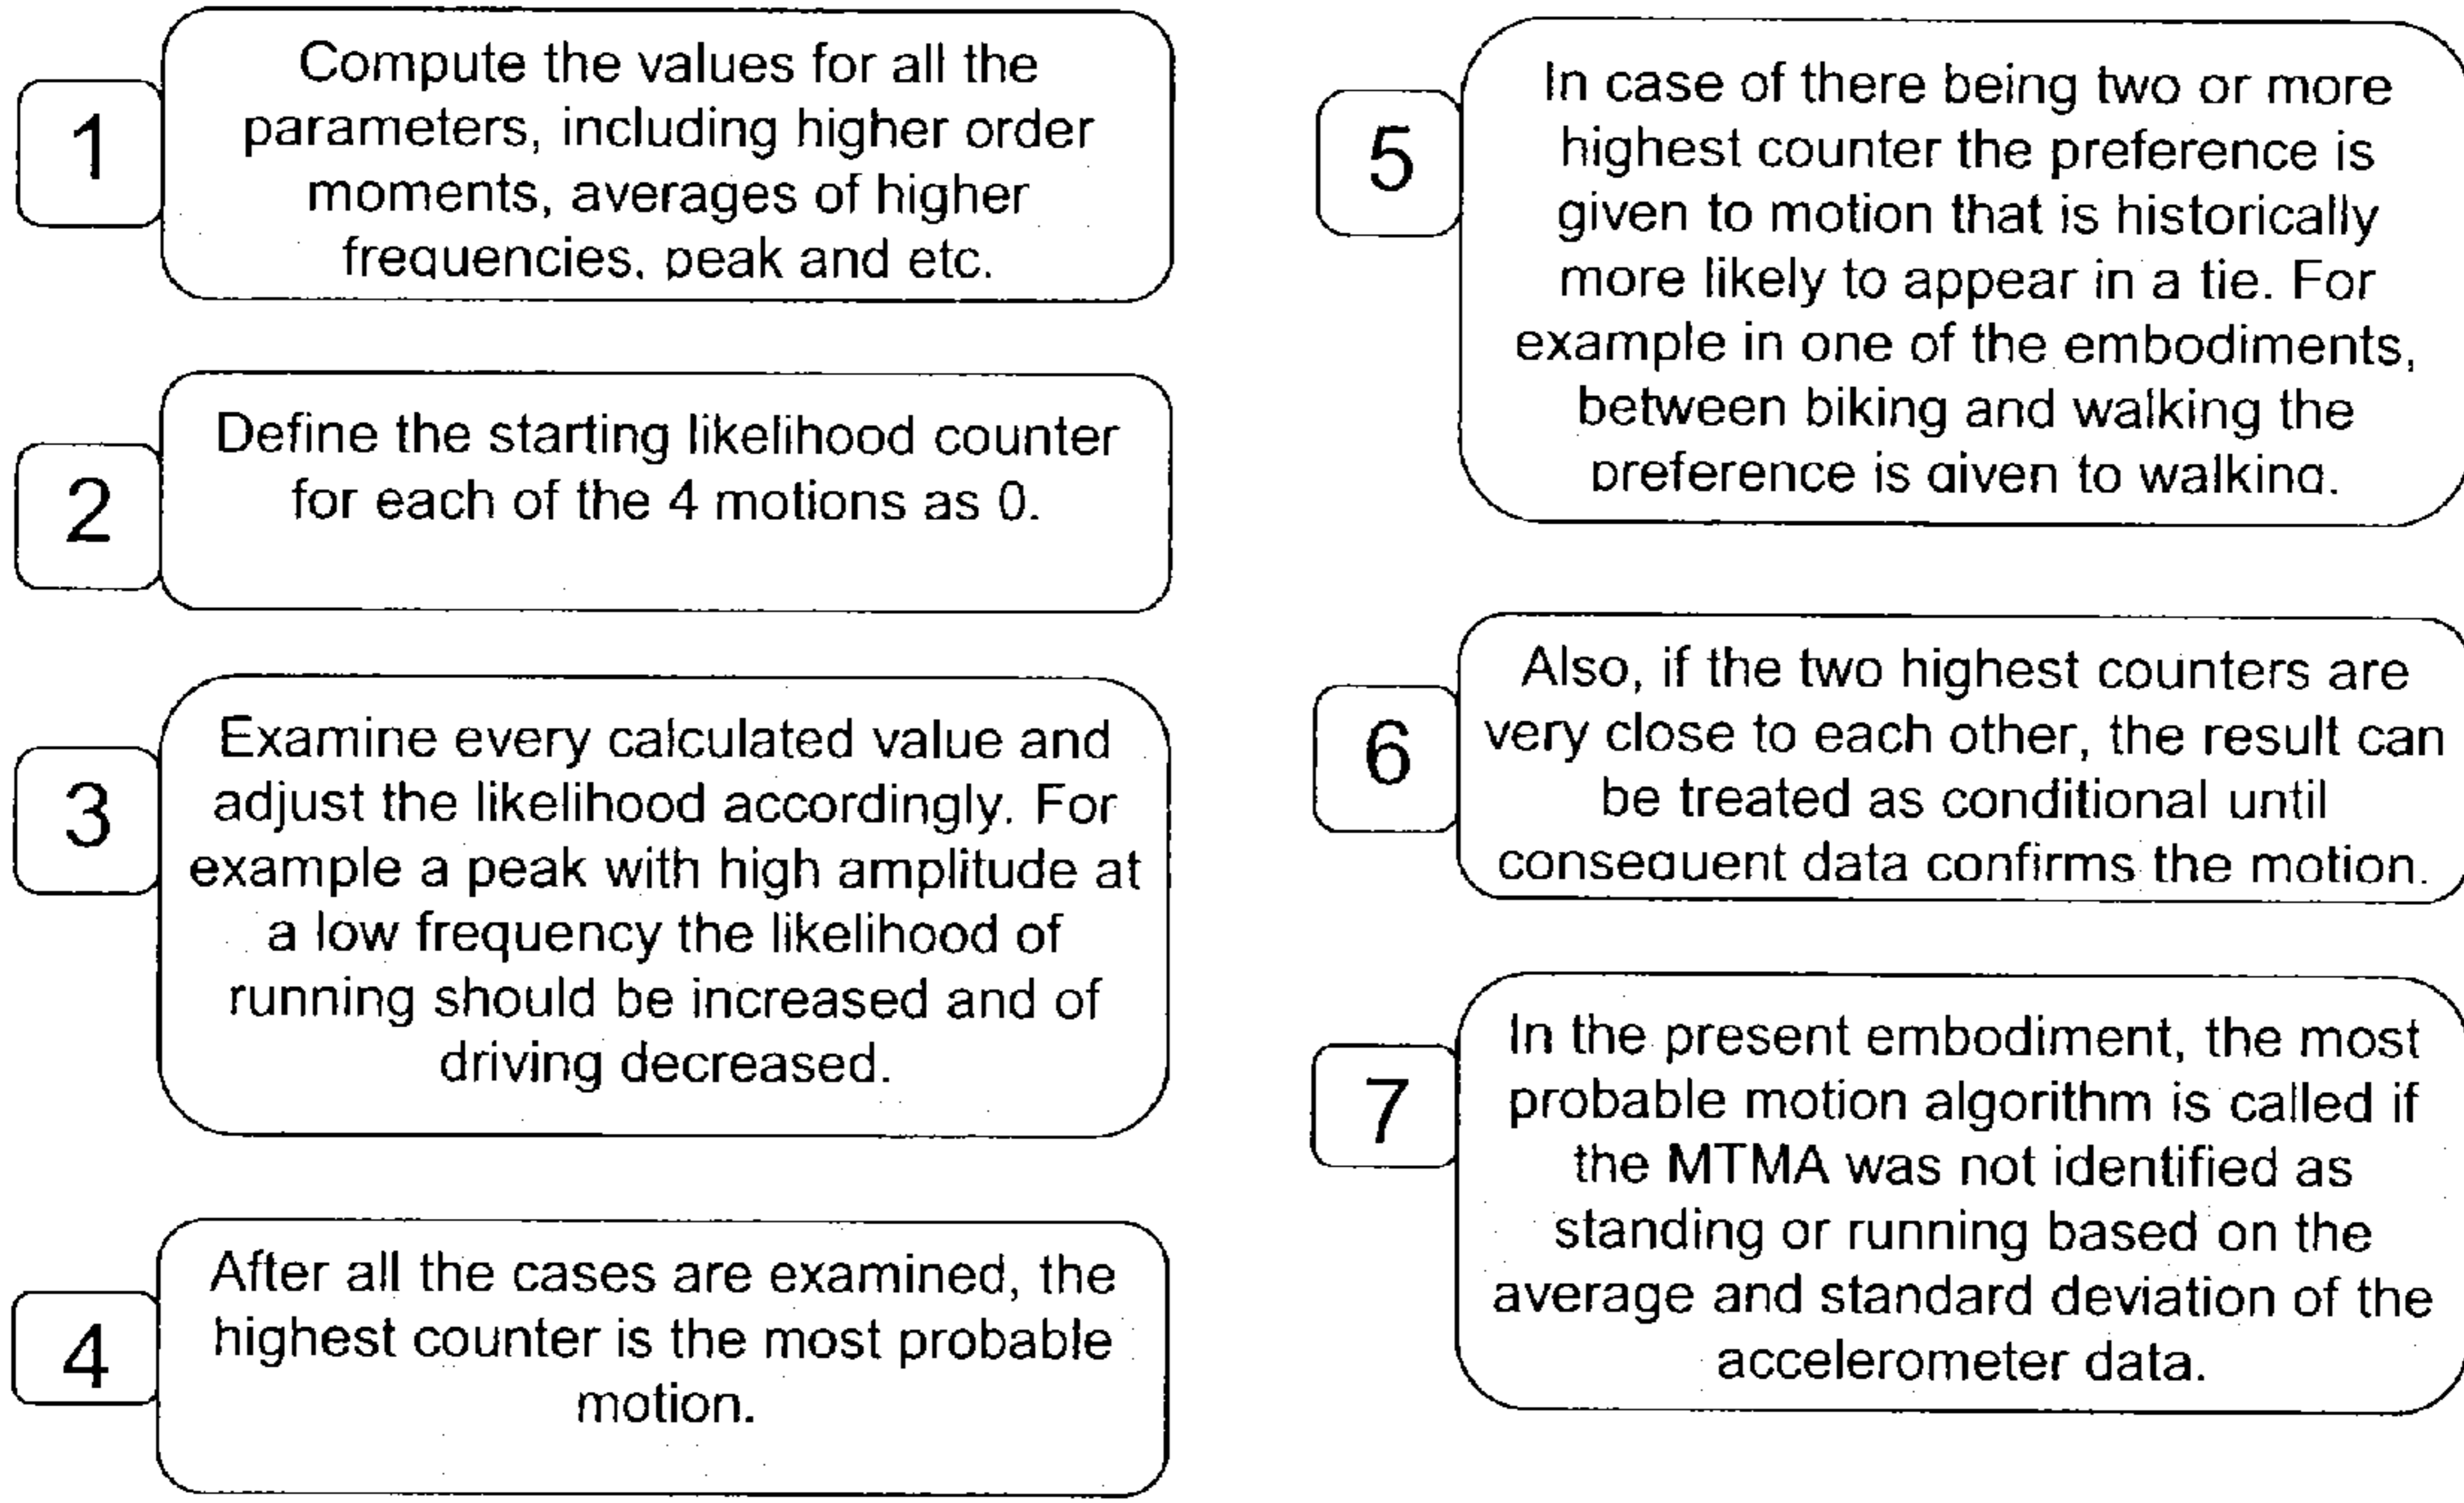 1
Compute the values for all the
parameters, including higher order
moments, averages of higher
frequencies, peak and etc.
2
Define the starting likelihood counter
for each of the 4 motions as 0.
3
Examine every calculated value and
adjust the likelihood accordingly. For
example a peak with high amplitude at
a low frequency the likelihood of
running should be increased and of
driving decreased.
4
After all the cases are examined, the
highest counter is the most probable
motion.
5
In case of there being two or more
highest counter the preference is
given to motion that is historically
more likely to appear in a tie. For
example in one of the embodiments,
between biking and walking the
preference is given to walking.
6
Also, if the two highest counters are
very close to each other, the result can
be treated as conditional until
consequent data confirms the motion.
7
In the present embodiment, the most
probable motion algorithm is called if
the MTMA was not identified as
standing or running based on the
average and standard deviation of the
accelerometer data.